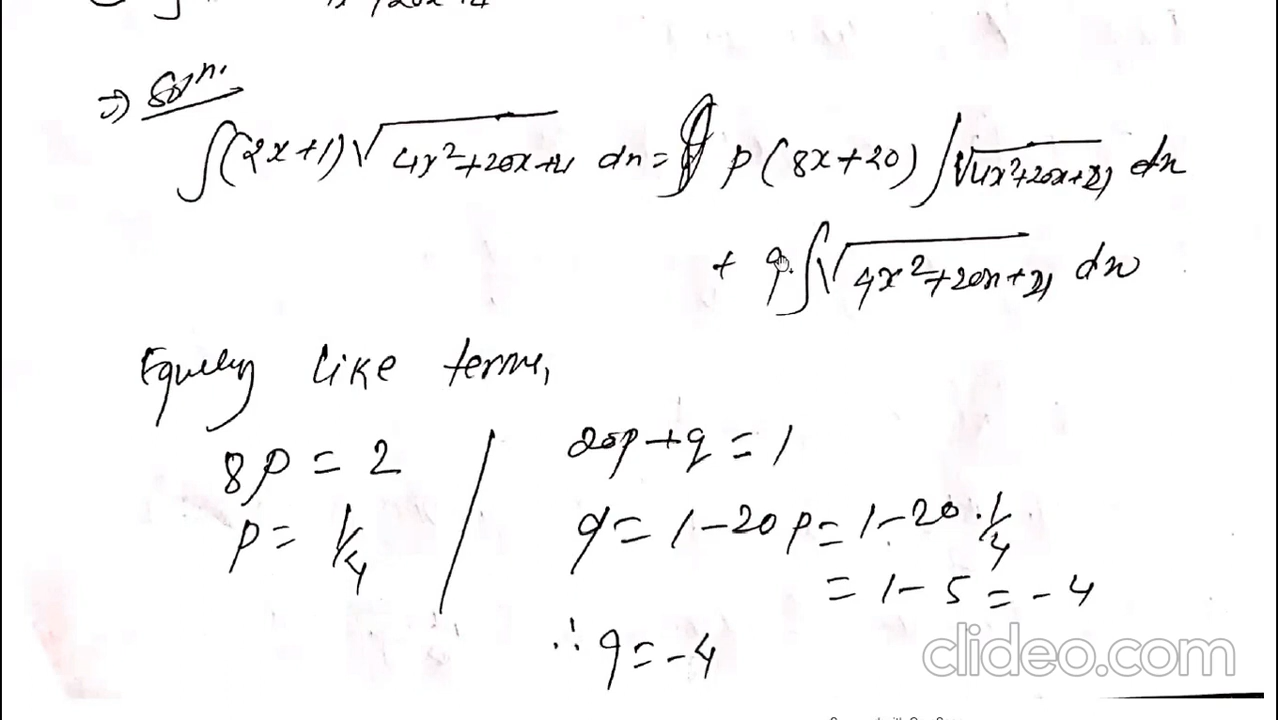 ⇒) Soln.
∫(2x+1)√4x²+20x+21 dx = p(8x+20)∫√4x²+20x+21 dx
+ q∫√4x²+20x+21 dx
like terms,
8p = 2
p = 1/4
20p+q = 1
q = 1-20p = 1-20·1/4
= 1-5 = -4
∴ q = -4
clideo.com